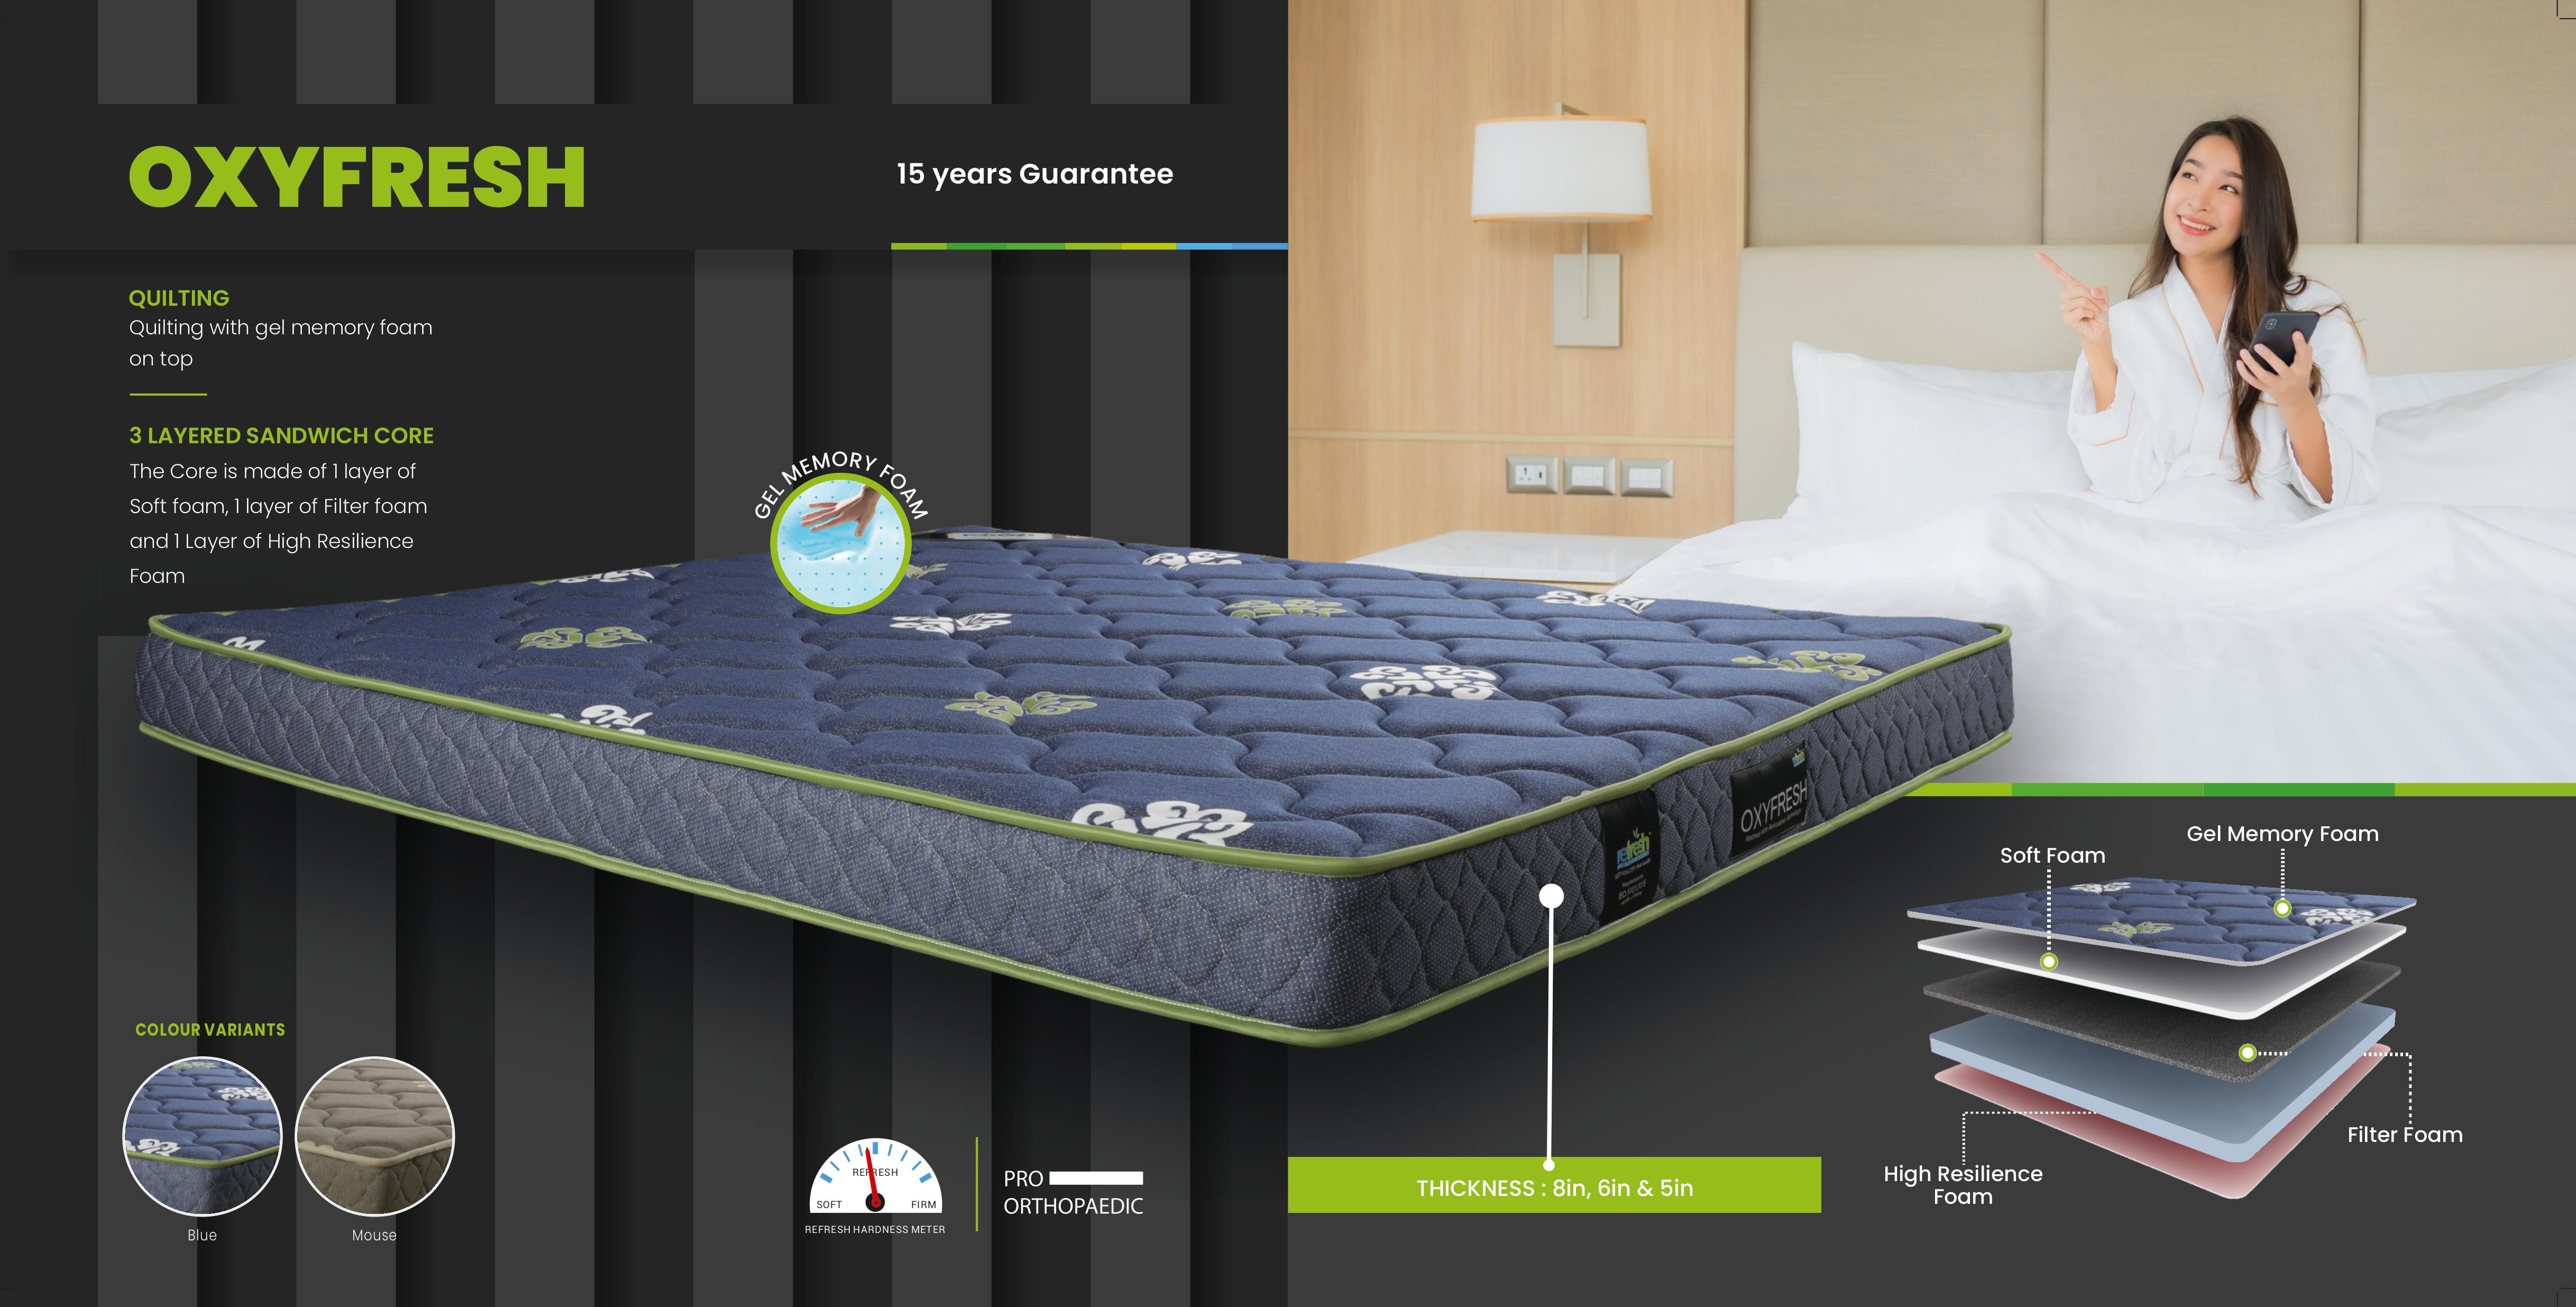 OXYFRESH
15 years Guarantee
QUILTING
Quilting with gel memory foam
on top
3 LAYERED SANDWICH CORE
The Core is made of 1 layer of
Soft foam, 1 layer of Filter foam
and 1 Layer of High Resilience
Foam
GEL MEMORY FOAM
refresh
OXYFRESH
Gel Memory Foam
Soft Foam
Filter Foam
High Resilience
Foam
COLOUR VARIANTS
Blue
Mouse
REFRESH
SOFT
FIRM
REFRESH HARDNESS METER
PRO
ORTHOPAEDIC
THICKNESS : 8in, 6in & 5in